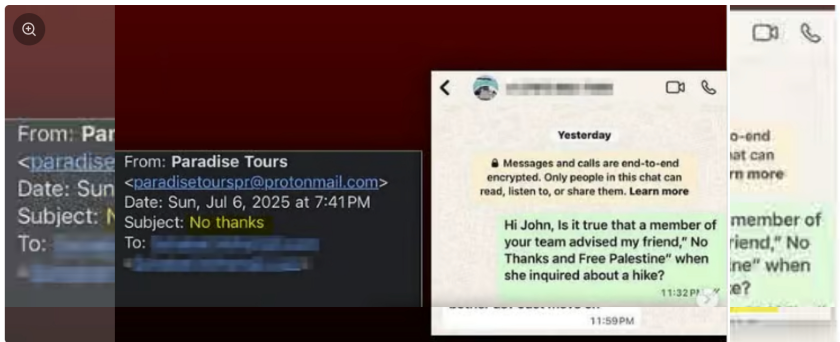 From: Par
<paradise
Date: Sun
Subject: N
To:
From: Paradise Tours
<paradisetourspr@protonmail.com>
Date: Sun, Jul 6, 2025 at 7:41 PM
Subject: No thanks
To:
Yesterday
Messages and calls are end-to-end
encrypted. Only people in this chat can
read, listen to, or share them. Learn more
Hi John, Is it true that a member of
your team advised my friend," No
Thanks and Free Palestine" when
she inquired about a hike?
11:32PM
11:59PM
o-end
at can
rn more
member of
riend," No
ine" when
e?